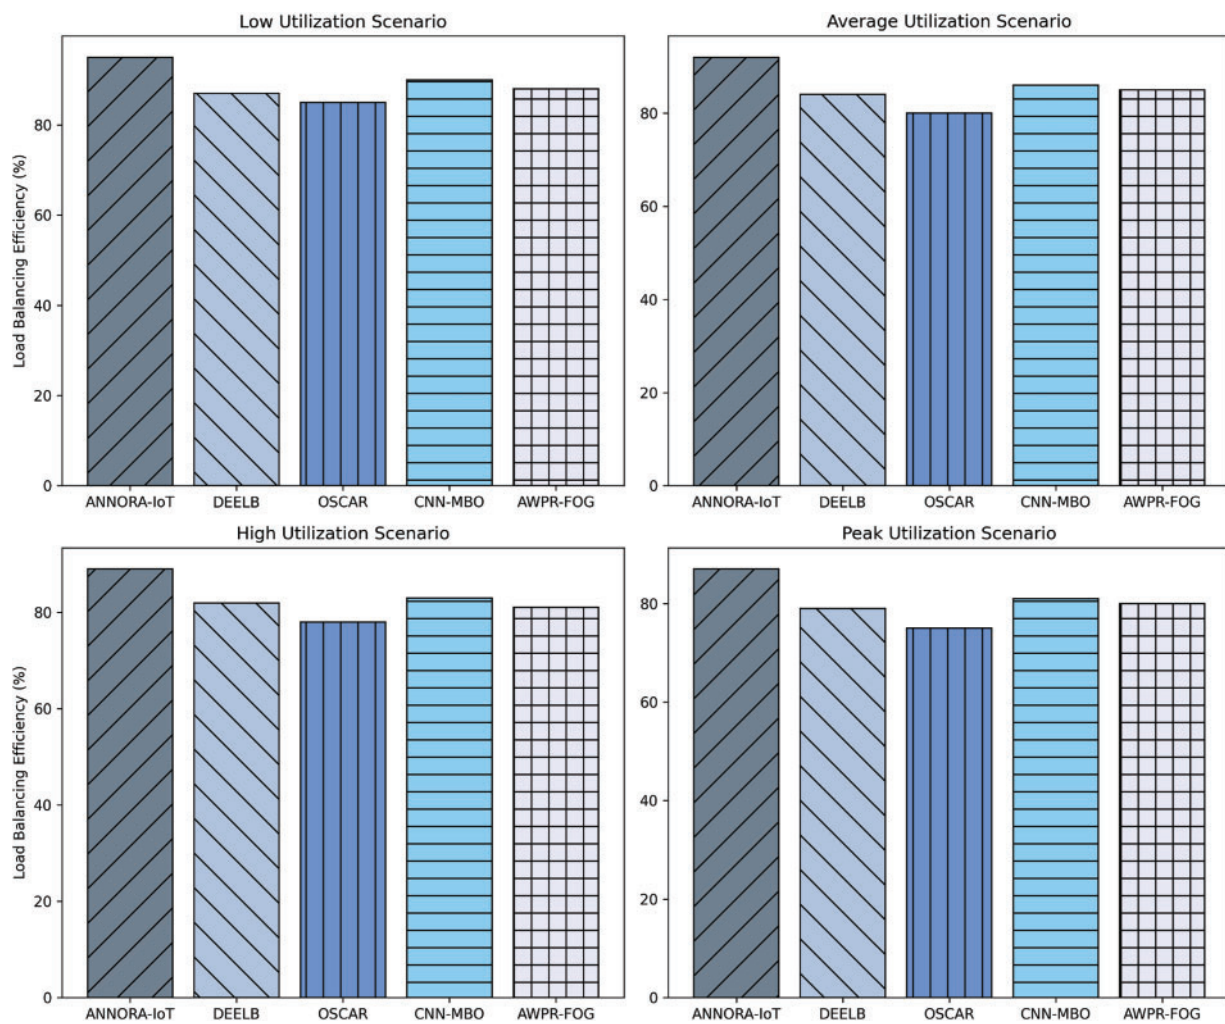 Low Utilization Scenario
Load Balancing Efficiency (%)
80
60
40
20
0
ANNORA-IoT DEELB OSCAR CNN-MBO AWPR-FOG
Average Utilization Scenario
80
60
40
20
0
ANNORA-IoT DEELB OSCAR CNN-MBO AWPR-FOG
High Utilization Scenario
Load Balancing Efficiency (%)
80
60
40
20
0
ANNORA-IoT DEELB OSCAR CNN-MBO AWPR-FOG
Peak Utilization Scenario
80
60
40
20
0
ANNORA-IoT DEELB OSCAR CNN-MBO AWPR-FOG